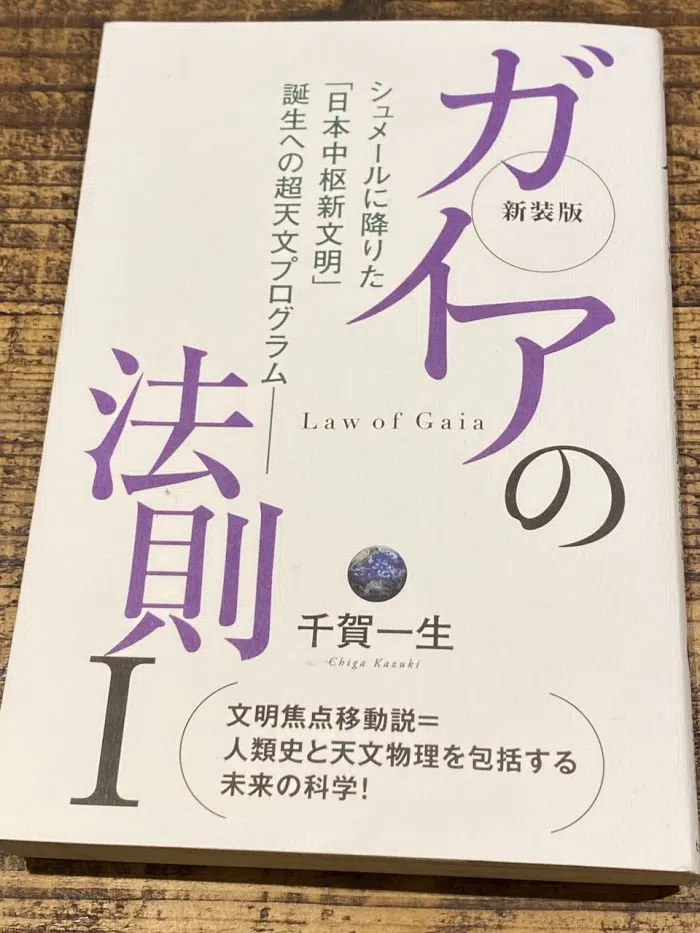 ガイアの
法則
I
新装版
シュメールに降りた
「日本中枢新文明」
誕生への超天文プログラム――
Law of Gaia
千賀一生
Chiga Kazuki
文明焦点移動説＝
人類史と天文物理を包括する
未来の科学！